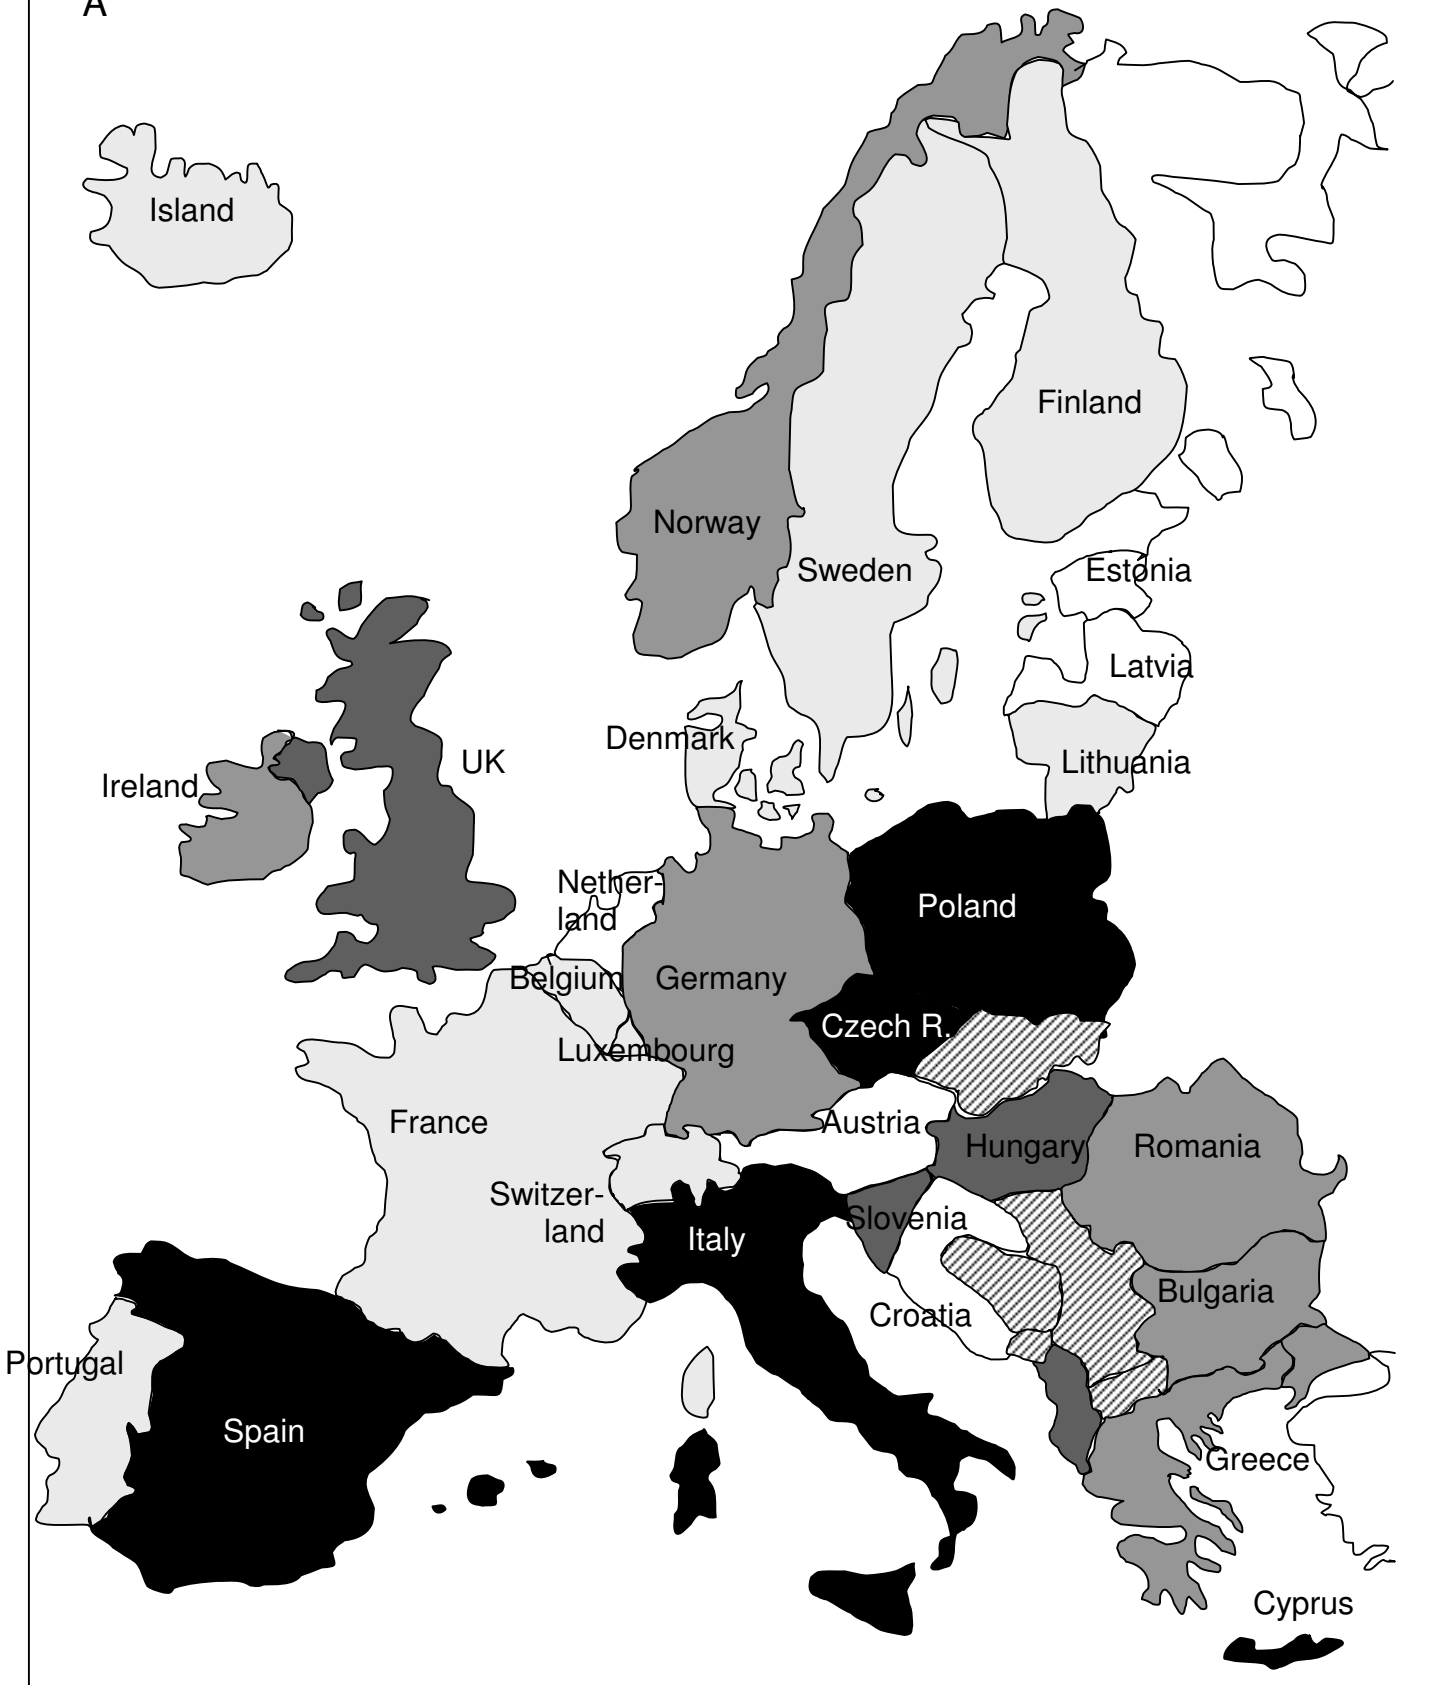 A
Island
Finland
Norway
Sweden
Estonia
Latvia
Denmark
UK
Lithuania
Ireland
Nether-
land
Poland
Belgium
Germany
Czech R.
Luxembourg
France
Austria
Hungary
Romania
Switzer-
land
Slovenia
Italy
Bulgaria
Croatia
Portugal
Spain
Greece
Cyprus